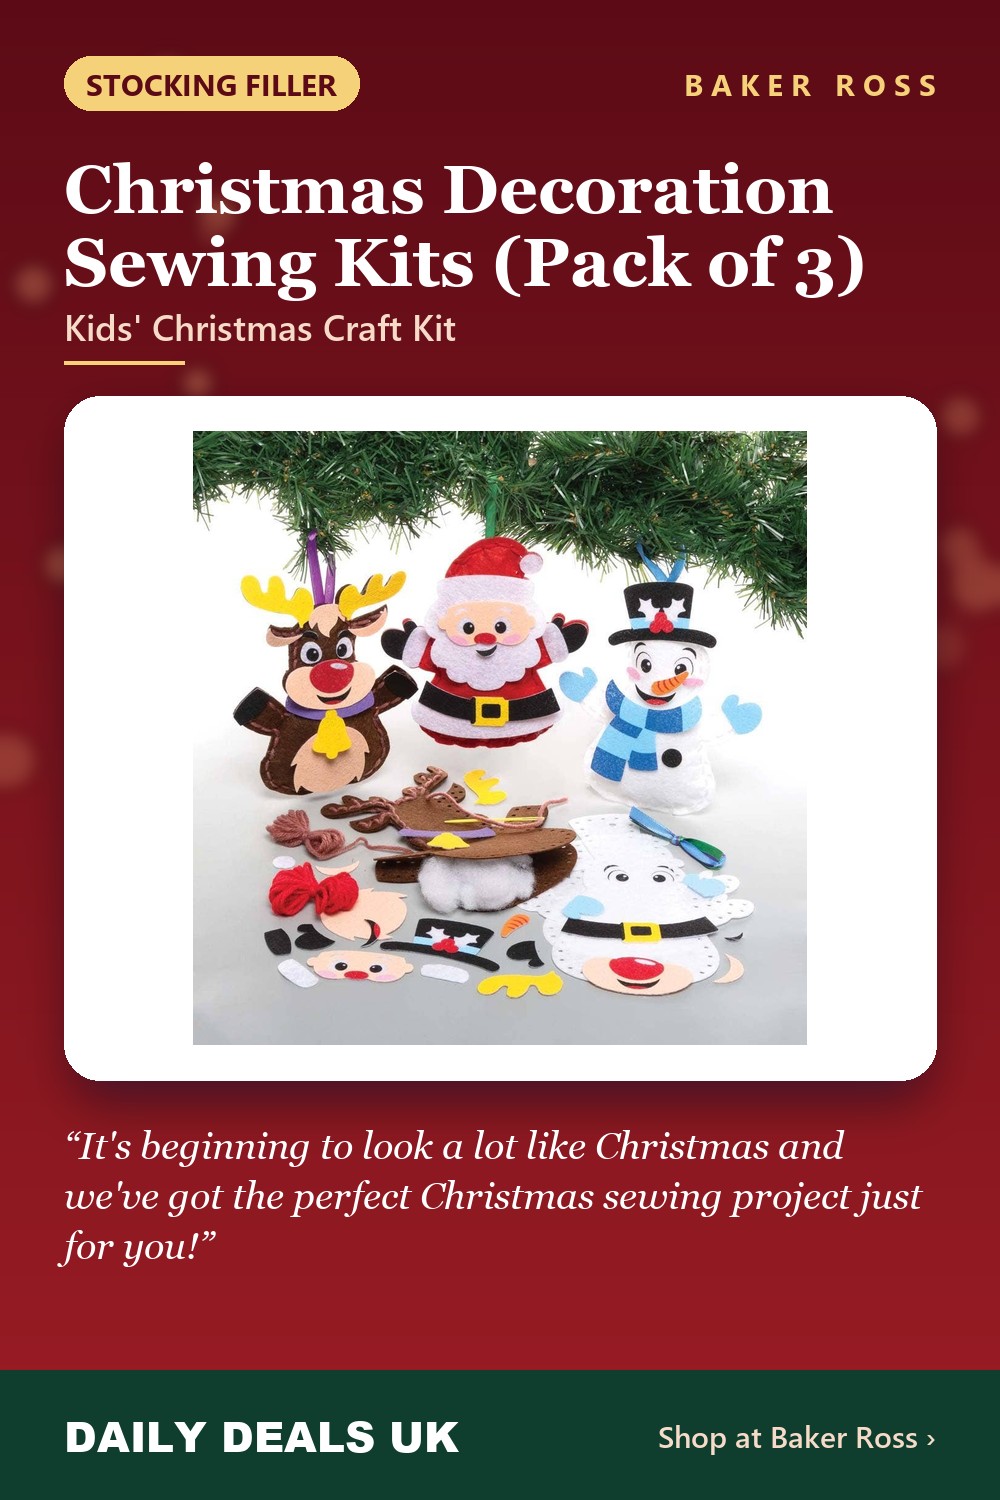 STOCKING FILLER
BAKER ROSS
Christmas Decoration
Sewing Kits (Pack of 3)
Kids' Christmas Craft Kit
“It's beginning to look a lot like Christmas and
we've got the perfect Christmas sewing project just
for you!”
DAILY DEALS UK
Shop at Baker Ross ›